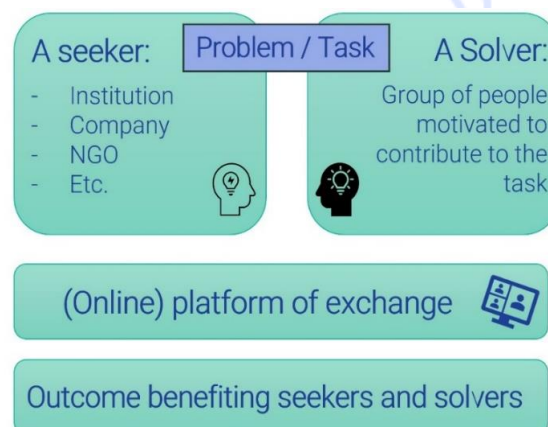 A seeker:
- Institution
- Company
- NGO
- Etc.
Problem / Task
A Solver:
Group of people
motivated to
contribute to the
task
(Online) platform of exchange
Outcome benefiting seekers and solvers